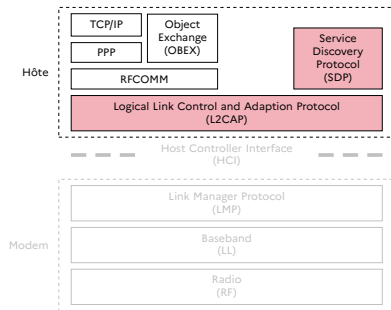 TCP/IP
Object
Exchange
(OBEX)
PPP
Service
Discovery
Protocol
(SDP)
Hôte
RFCOMM
Logical Link Control and Adaption Protocol
(L2CAP)
Host Controller Interface
(HCI)
Link Manager Protocol
(LMP)
Modem
Baseband
(LL)
Radio
(RF)